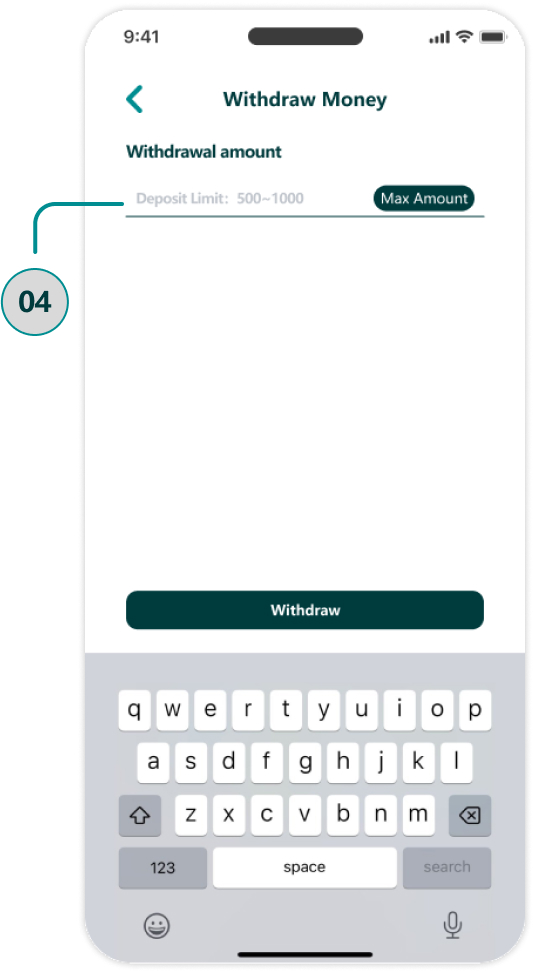 9:41
Withdraw Money
Withdrawal amount
Deposit Limit: 500~1000 Max Amount
04
Withdraw
q w e r t y u i o p
a s d f g h j k l
z x c v b n m
123 space search